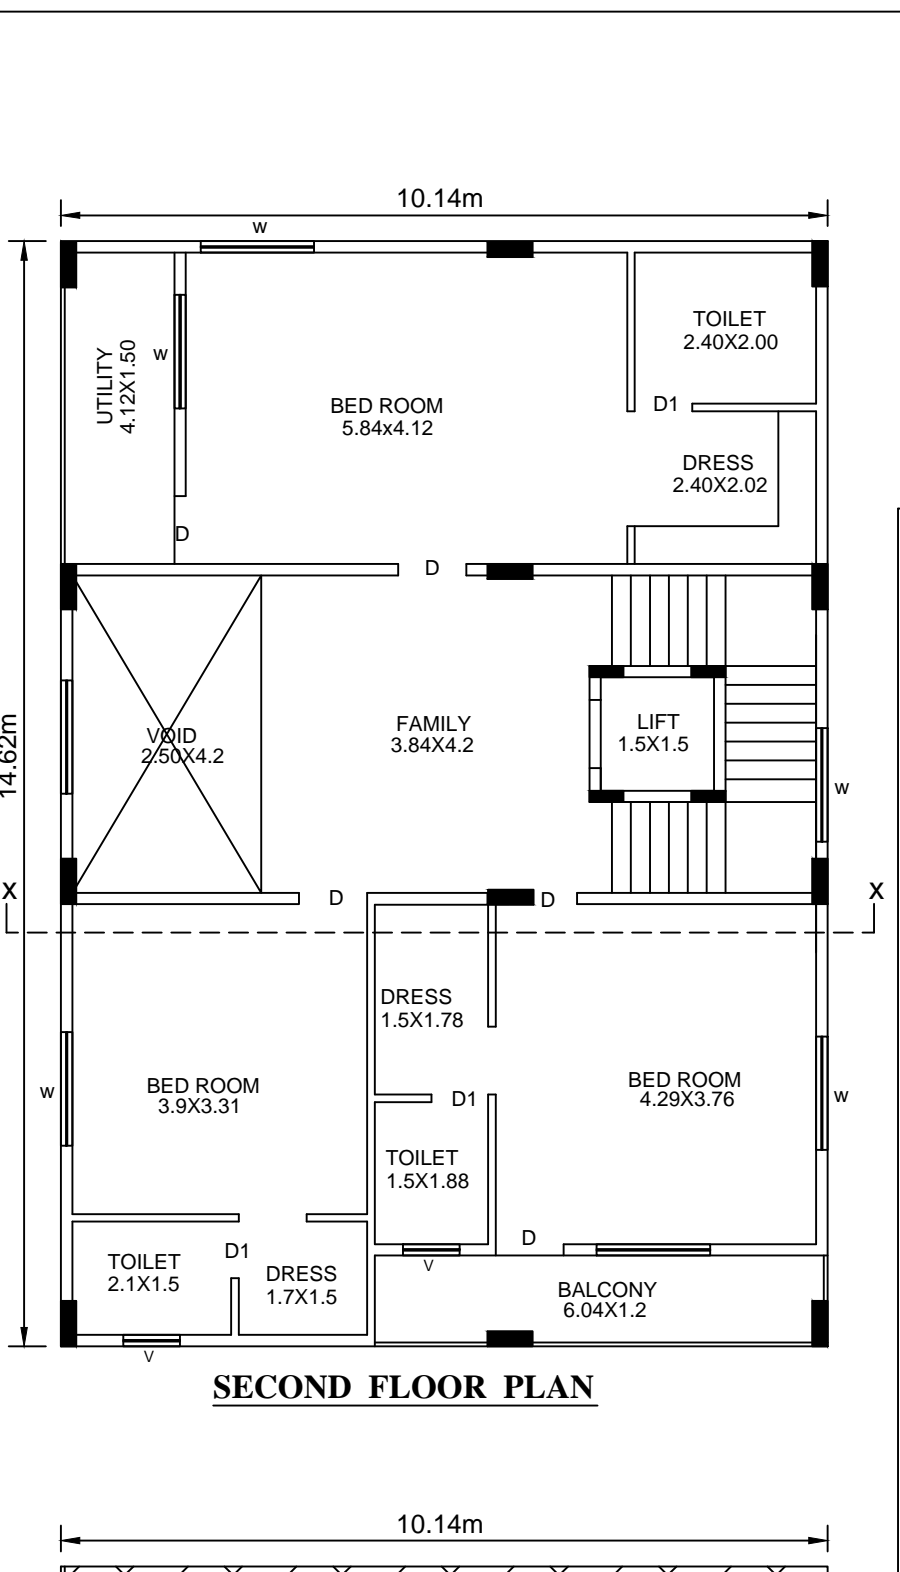 10.14m
w
TOILET
2.40X2.00
UTILITY
4.12X1.50
w
BED ROOM
5.84x4.12
D1
DRESS
2.40X2.02
D
D
14.62m
VOID
2.50X4.2
FAMILY
3.84X4.2
LIFT
1.5X1.5
w
X
X
D
D
DRESS
1.5X1.78
BED ROOM
3.9X3.31
w
BED ROOM
4.29X3.76
w
D1
TOILET
1.5X1.88
D
D1
TOILET
2.1X1.5
DRESS
1.7X1.5
V
BALCONY
6.04X1.2
V
SECOND FLOOR PLAN
10.14m